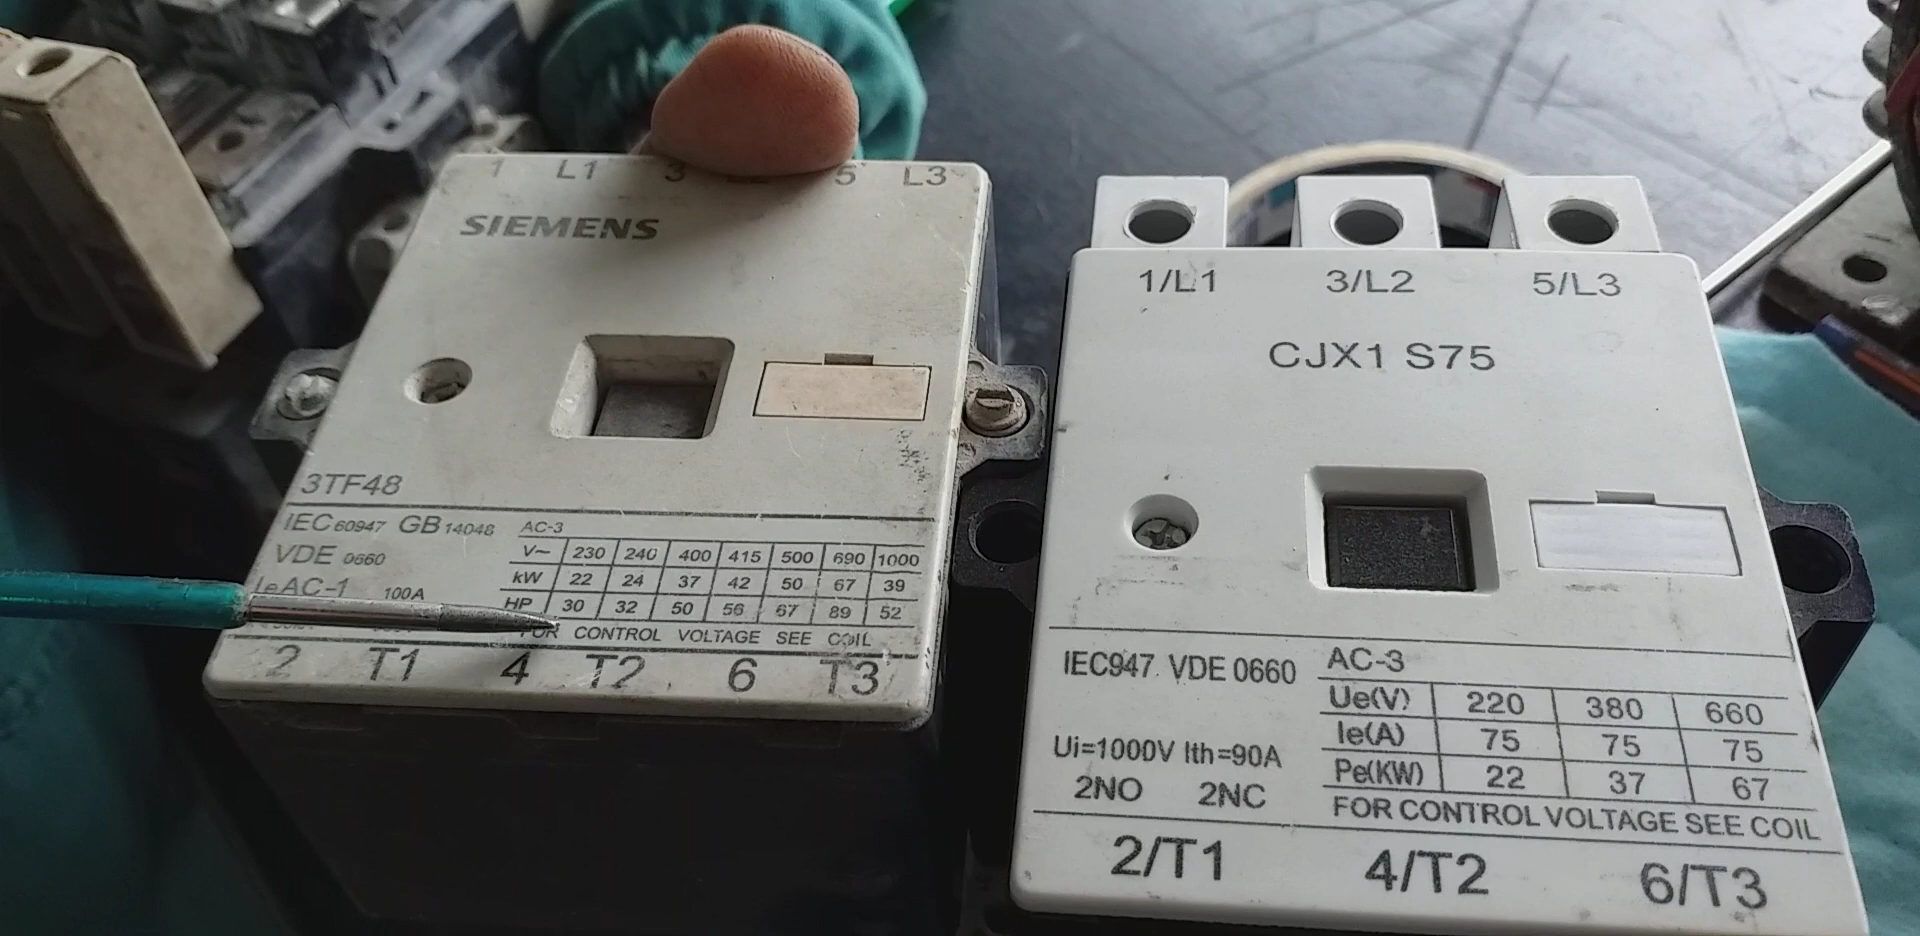 1 L1 3 5 L3
SIEMENS
3TF48
IEC 60947 GB 14048
VDE 0660
Ie AC-1 100A
AC-3
V~ 230 240 400 415 500 690 1000
kW 22 24 37 42 50 67 39
HP 30 32 50 56 67 89 52
FOR CONTROL VOLTAGE SEE COIL
2 T1 4 T2 6 T3
1/L1 3/L2 5/L3
CJX1 S75
IEC947 VDE 0660
Ui=1000V Ith=90A
2NO 2NC
AC-3
Ue(V) 220 380 660
Ie(A) 75 75 75
Pe(KW) 22 37 67
FOR CONTROL VOLTAGE SEE COIL
2/T1 4/T2 6/T3